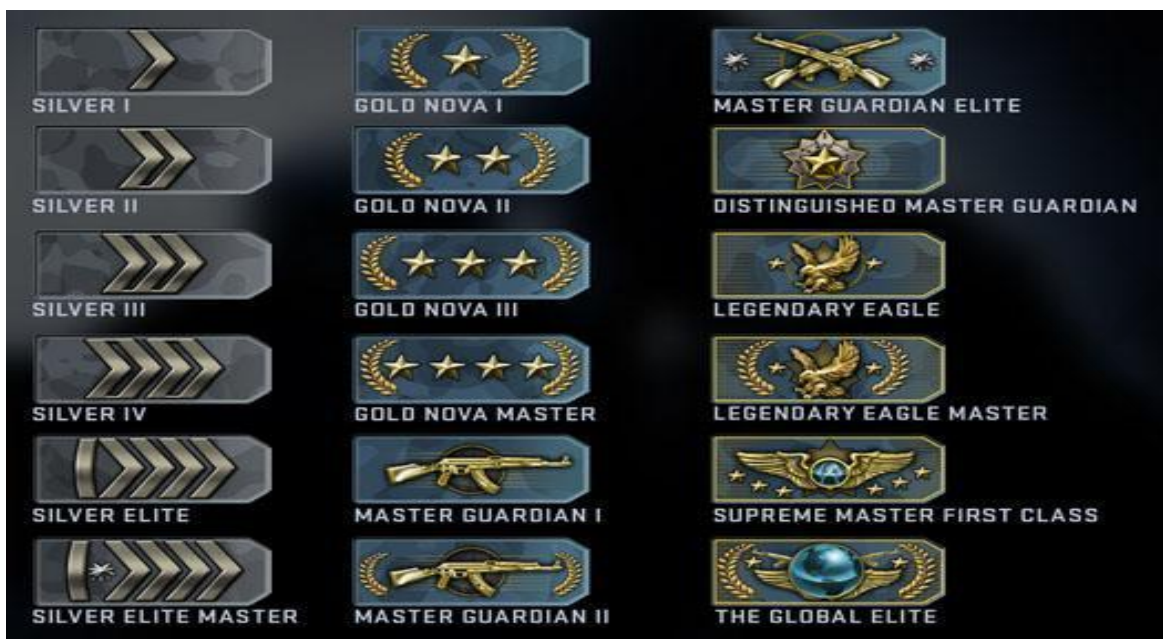 SILVER I
SILVER II
SILVER III
SILVER IV
SILVER ELITE
SILVER ELITE MASTER
GOLD NOVA I
GOLD NOVA II
GOLD NOVA III
GOLD NOVA MASTER
MASTER GUARDIAN I
MASTER GUARDIAN II
MASTER GUARDIAN ELITE
DISTINGUISHED MASTER GUARDIAN
LEGENDARY EAGLE
LEGENDARY EAGLE MASTER
SUPREME MASTER FIRST CLASS
THE GLOBAL ELITE